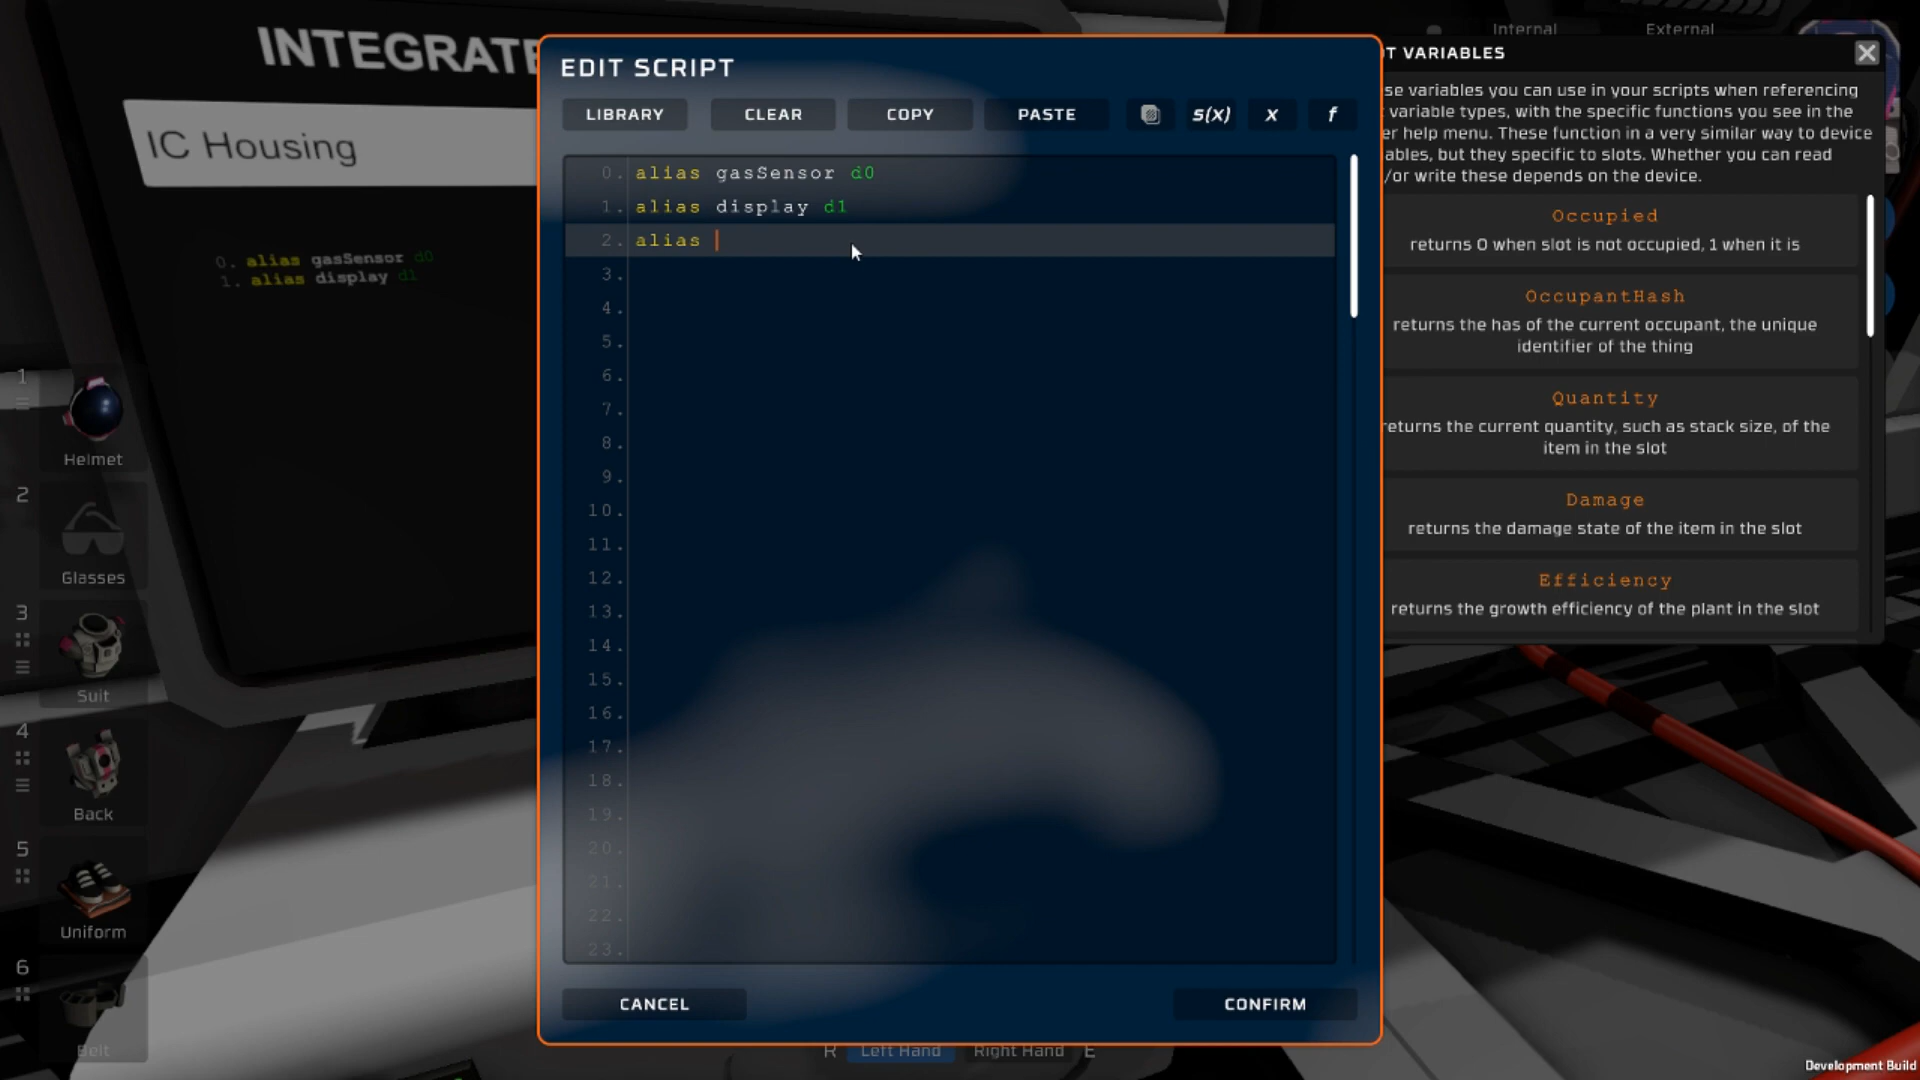 INTEGRATE
IC Housing
0. alias gasSensor d0
1. alias display d1
1
Helmet
2
Glasses
3
Suit
4
Back
5
Uniform
6
Belt
EDIT SCRIPT
LIBRARY
CLEAR
COPY
PASTE
s(x)
x
f
0. alias gasSensor d0
1. alias display d1
2. alias
3.
4.
5.
6.
7.
8.
9.
10.
11.
12.
13.
14.
15.
16.
17.
18.
19.
20.
21.
22.
23.
CANCEL
CONFIRM
R Left Hand Right Hand E
Internal External
T VARIABLES
se variables you can use in your scripts when referencing
variable types, with the specific functions you see in the
er help menu. These function in a very similar way to device
ables, but they specific to slots. Whether you can read
/or write these depends on the device.
Occupied
returns 0 when slot is not occupied, 1 when it is
OccupantHash
returns the has of the current occupant, the unique
identifier of the thing
Quantity
returns the current quantity, such as stack size, of the
item in the slot
Damage
returns the damage state of the item in the slot
Efficiency
returns the growth efficiency of the plant in the slot
Development Build